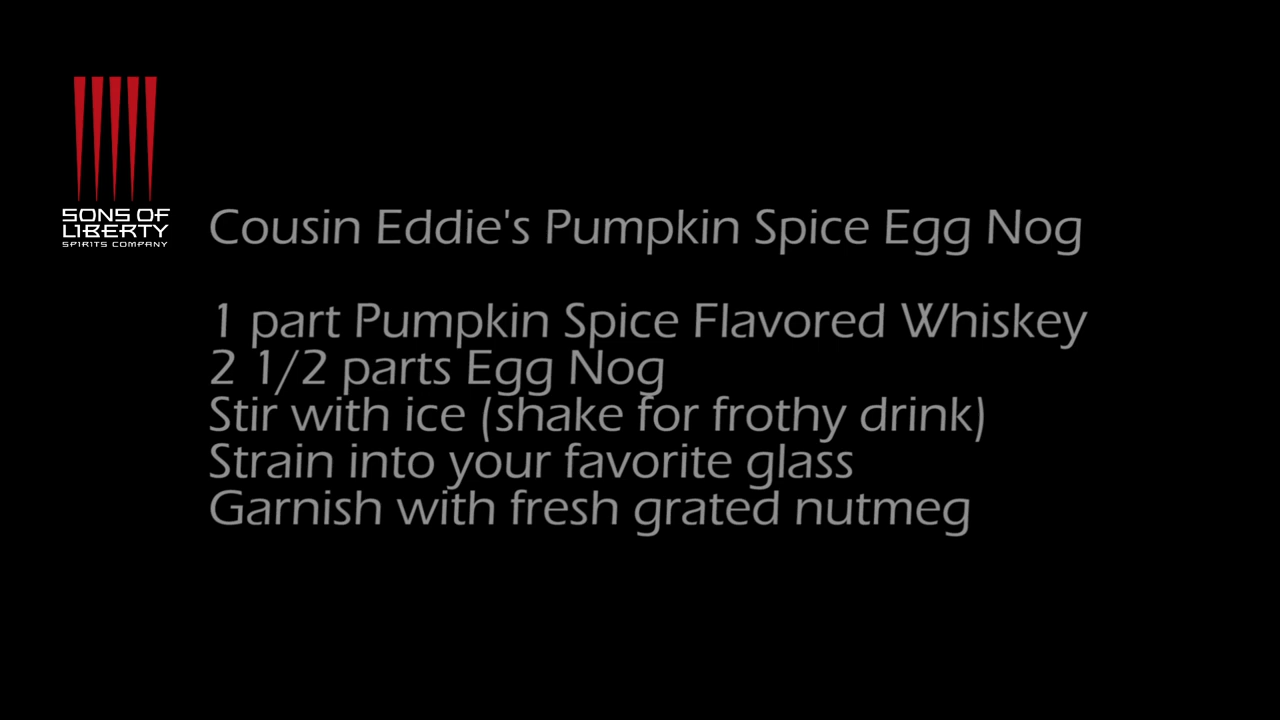 SONS OF
LIBERTY
SPIRITS COMPANY
Cousin Eddie's Pumpkin Spice Egg Nog
1 part Pumpkin Spice Flavored Whiskey
2 1/2 parts Egg Nog
Stir with ice (shake for frothy drink)
Strain into your favorite glass
Garnish with fresh grated nutmeg